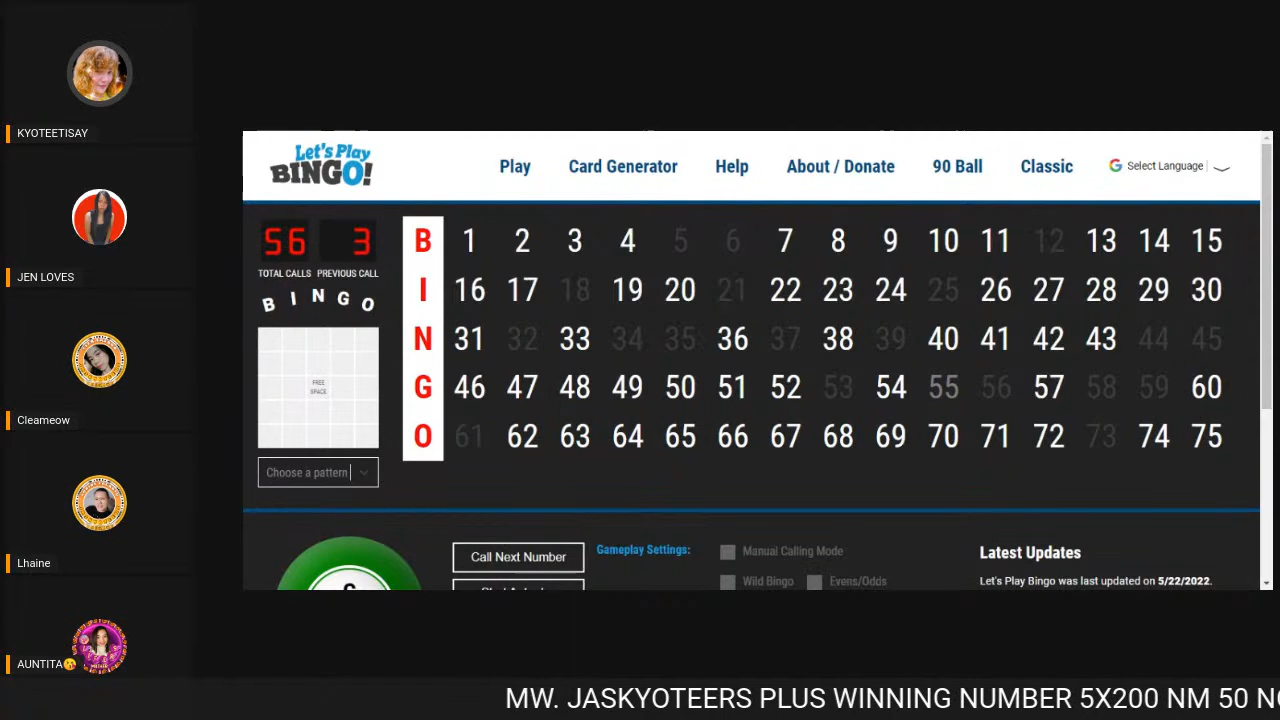 KYOTEETISAY
JEN LOVES
Cleameow
Lhaine
AUNTITA😘
Let's Play
BINGO!
Play Card Generator Help About / Donate 90 Ball Classic Select Language
56 3
TOTAL CALLS PREVIOUS CALL
B I N G O
FREE
SPACE
Choose a pattern
B 1 2 3 4 5 6 7 8 9 10 11 12 13 14 15
I 16 17 18 19 20 21 22 23 24 25 26 27 28 29 30
N 31 32 33 34 35 36 37 38 39 40 41 42 43 44 45
G 46 47 48 49 50 51 52 53 54 55 56 57 58 59 60
O 61 62 63 64 65 66 67 68 69 70 71 72 73 74 75
Call Next Number
Gameplay Settings:
Manual Calling Mode
Wild Bingo Evens/Odds
Latest Updates
Let's Play Bingo was last updated on 5/22/2022.
MW. JASKYOTEERS PLUS WINNING NUMBER 5X200 NM 50 N